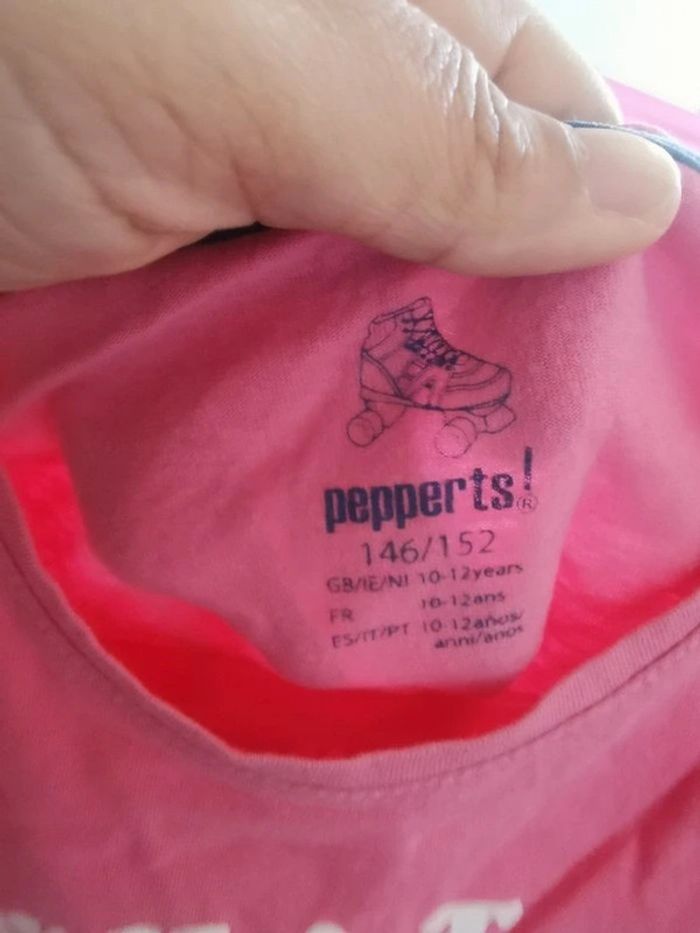 pepperts!®
146/152
GB/IE/NI 10-12years
FR 10-12ans
ES/IT/PT 10-12años/
anni/anos